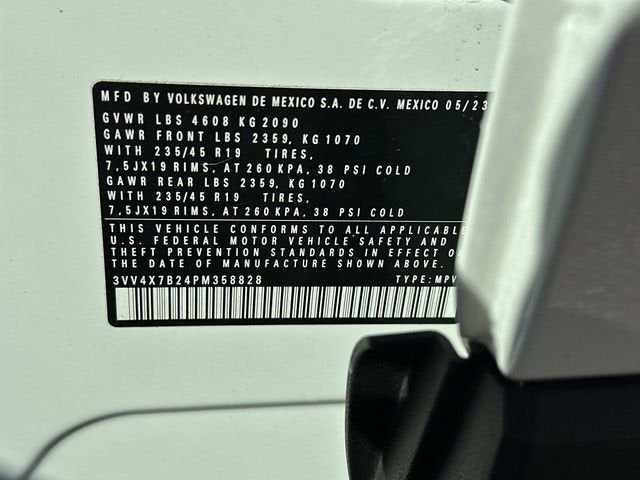 MFD BY VOLKSWAGEN DE MEXICO S.A. DE C.V. MEXICO 05/23
GVWR LBS 4608 KG 2090
GAWR FRONT LBS 2359, KG 1070
WITH 235/45 R19 TIRES,
7,5JX19 RIMS, AT 260 KPA, 38 PSI COLD
GAWR REAR LBS 2359, KG 1070
WITH 235/45 R19 TIRES,
7,5JX19 RIMS, AT 260 KPA, 38 PSI COLD
THIS VEHICLE CONFORMS TO ALL APPLICABLE
U.S. FEDERAL MOTOR VEHICLE SAFETY AND
THEFT PREVENTION STANDARDS IN EFFECT ON
THE DATE OF MANUFACTURE SHOWN ABOVE.
3VV4X7B24PM358828 TYPE: MPV